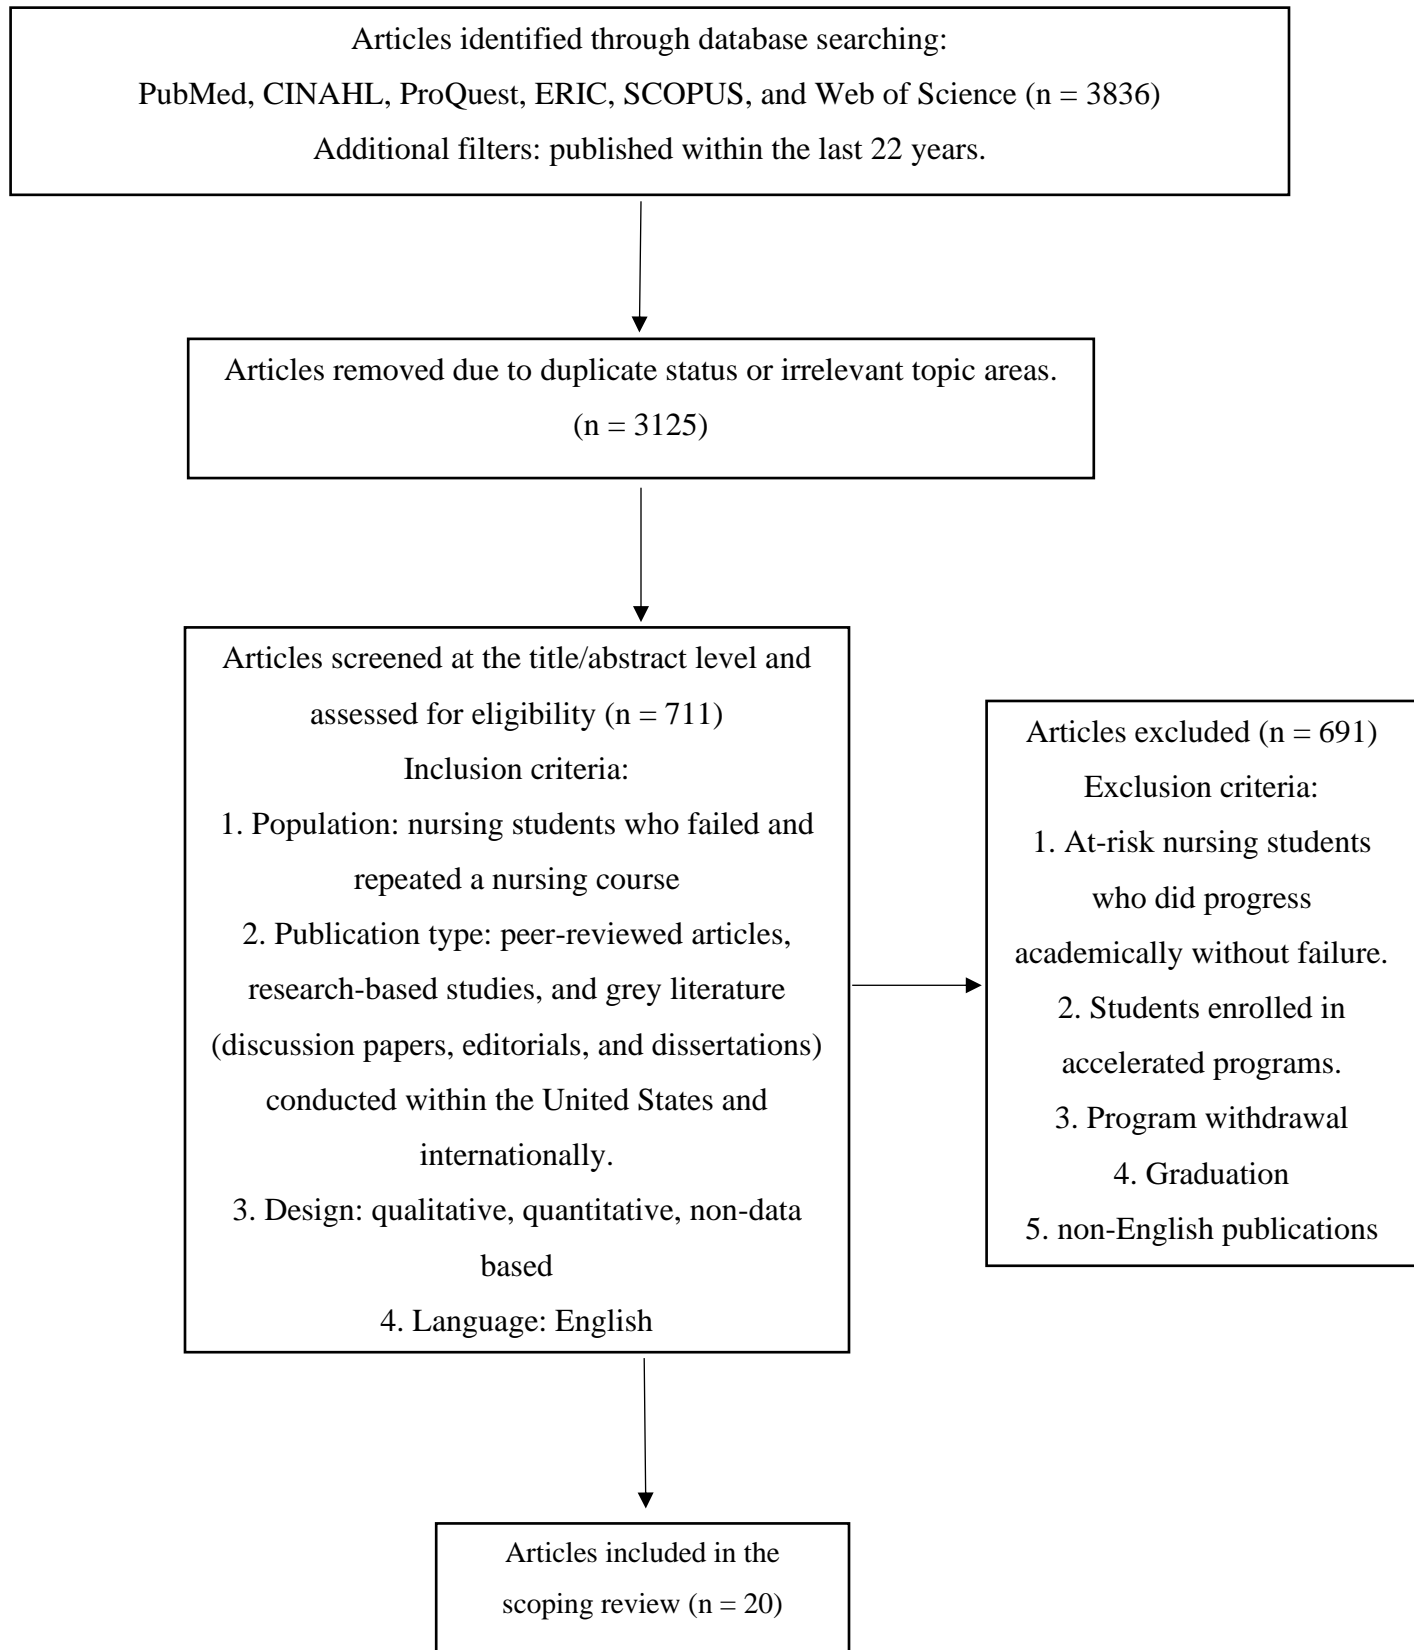 Articles identified through database searching:
PubMed, CINAHL, ProQuest, ERIC, SCOPUS, and Web of Science (n = 3836)
Additional filters: published within the last 22 years.
Articles removed due to duplicate status or irrelevant topic areas.
(n = 3125)
Articles screened at the title/abstract level and
assessed for eligibility (n = 711)
Inclusion criteria:
1. Population: nursing students who failed and
repeated a nursing course
2. Publication type: peer-reviewed articles,
research-based studies, and grey literature
(discussion papers, editorials, and dissertations)
conducted within the United States and
internationally.
3. Design: qualitative, quantitative, non-data
based
4. Language: English
Articles excluded (n = 691)
Exclusion criteria:
1. At-risk nursing students
who did progress
academically without failure.
2. Students enrolled in
accelerated programs.
3. Program withdrawal
4. Graduation
5. non-English publications
Articles included in the
scoping review (n = 20)